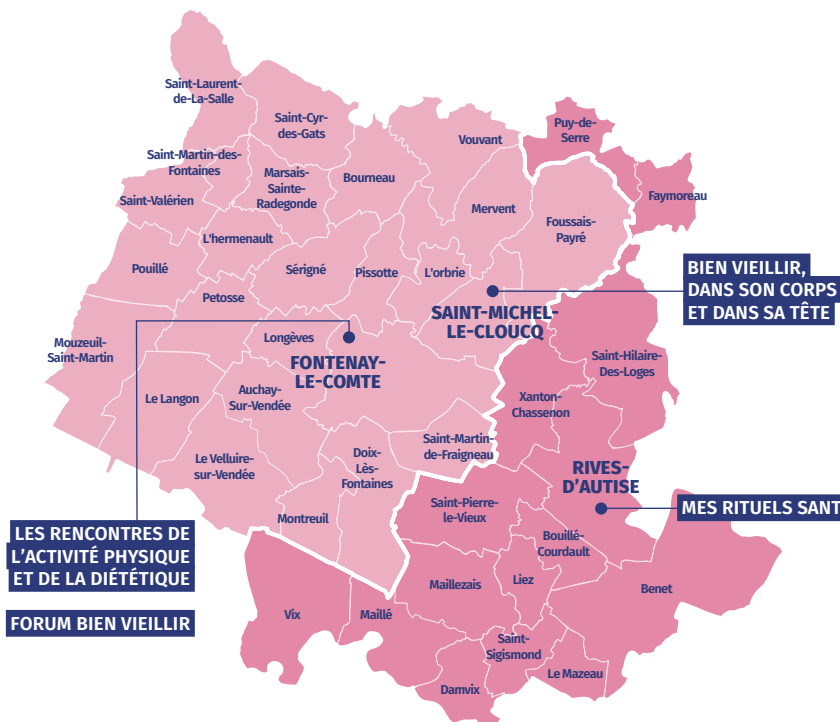 Saint-Laurent-
de-La-Salle
Saint-Cyr-
des-Gats
Vouvant
Puy-de-
Serre
Saint-Martin-des-
Fontaines
Marsais-
Sainte-
Radegonde
Bourneau
Faymoreau
Saint-Valérien
Mervent
Foussais-
Payré
L'hermenault
Pouillé
Sérigné
Pissotte
L'orbrie
BIEN VIEILLIR,
DANS SON CORPS
ET DANS SA TÊTE
Petosse
SAINT-MICHEL-
LE-CLOUCQ
Mouzeuil-
Saint-Martin
Longèves
FONTENAY-
LE-COMTE
Saint-Hilaire-
Des-Loges
Le Langon
Auchay-
Sur-Vendée
Xanton-
Chassenon
Saint-Martin-
de-Fraigneau
Le Velluire-
sur-Vendée
Doix-
Lès-
Fontaines
RIVES-
D'AUTISE
Saint-Pierre-
le-Vieux
MES RITUELS SANT
Montreuil
Bouillé-
Courdault
LES RENCONTRES DE
L'ACTIVITÉ PHYSIQUE
ET DE LA DIÉTÉTIQUE
Maillezais
Liez
Benet
FORUM BIEN VIEILLIR
Vix
Maillé
Saint-
Sigismond
Le Mazeau
Damvix